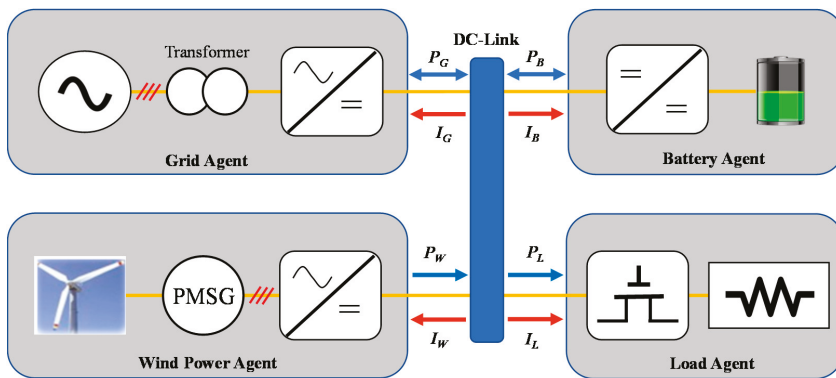 Transformer
Grid Agent
P_G
I_G
DC-Link
P_B
I_B
Battery Agent
PMSG
Wind Power Agent
P_W
I_W
P_L
I_L
Load Agent